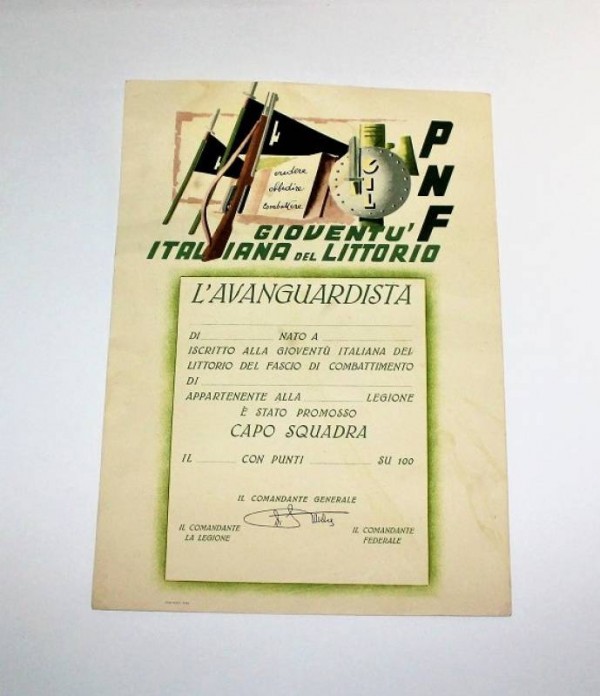 credere
obbedire
combattere
GIL
PNF
GIOVENTU'
ITALIANA DEL LITTORIO
L'AVANGUARDISTA
DI NATO A
ISCRITTO ALLA GIOVENTÙ ITALIANA DEL
LITTORIO DEL FASCIO DI COMBATTIMENTO
DI
APPARTENENTE ALLA LEGIONE
È STATO PROMOSSO
CAPO SQUADRA
IL CON PUNTI SU 100
IL COMANDANTE GENERALE
IL COMANDANTE
LA LEGIONE
IL COMANDANTE
FEDERALE